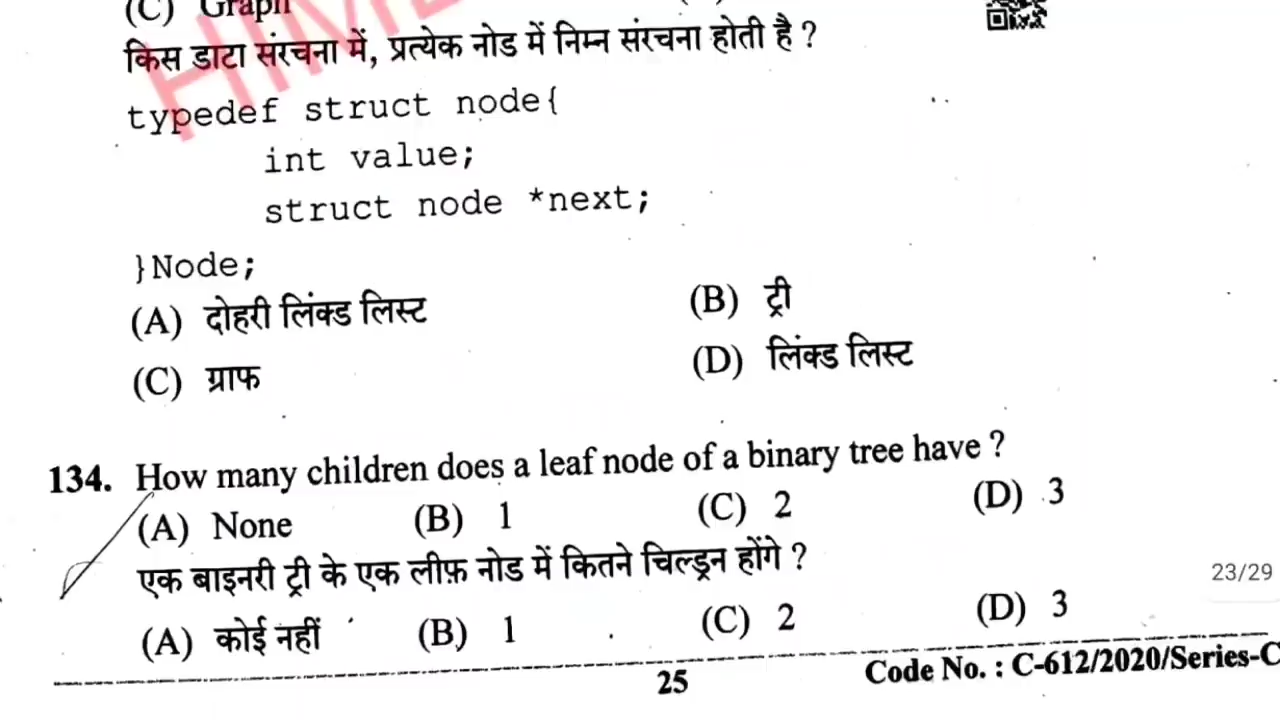 (C) Graph
किस डाटा संरचना में, प्रत्येक नोड में निम्न संरचना होती है ?
typedef struct node{
int value;
struct node *next;
}Node;
(A) दोहरी लिंक्ड लिस्ट (B) ट्री
(C) ग्राफ (D) लिंक्ड लिस्ट
134. How many children does a leaf node of a binary tree have ?
(A) None (B) 1 (C) 2 (D) 3
एक बाइनरी ट्री के एक लीफ़ नोड में कितने चिल्ड्रन होंगे ?
(A) कोई नहीं (B) 1 (C) 2 (D) 3
23/29
25 Code No. : C-612/2020/Series-C